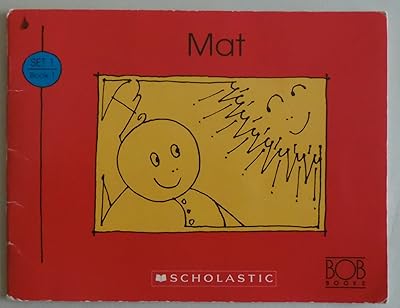 Mat
SET 1
Book 1
SCHOLASTIC
BOB
BOOKS